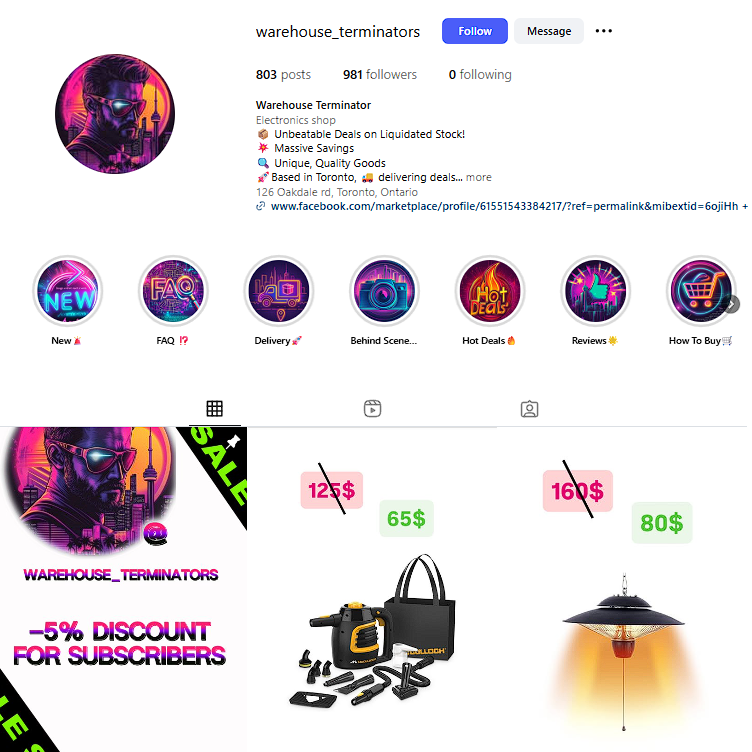 warehouse_terminators Follow Message
803 posts 981 followers 0 following
Warehouse Terminator
Electronics shop
📦 Unbeatable Deals on Liquidated Stock!
💥 Massive Savings
🔍 Unique, Quality Goods
🚀Based in Toronto, 🚚 delivering deals... more
126 Oakdale rd, Toronto, Ontario
www.facebook.com/marketplace/profile/61551543384217/?ref=permalink&mibextid=6ojiHh +
NEW
FAQ
Hot
DEALS
New🚨
FAQ ⁉️
Delivery🚀
Behind Scene...
Hot Deals🔥
Reviews🌟
How To Buy🛒
SALE
WAREHOUSE_TERMINATORS
-5% DISCOUNT
FOR SUBSCRIBERS
125$
65$
160$
80$